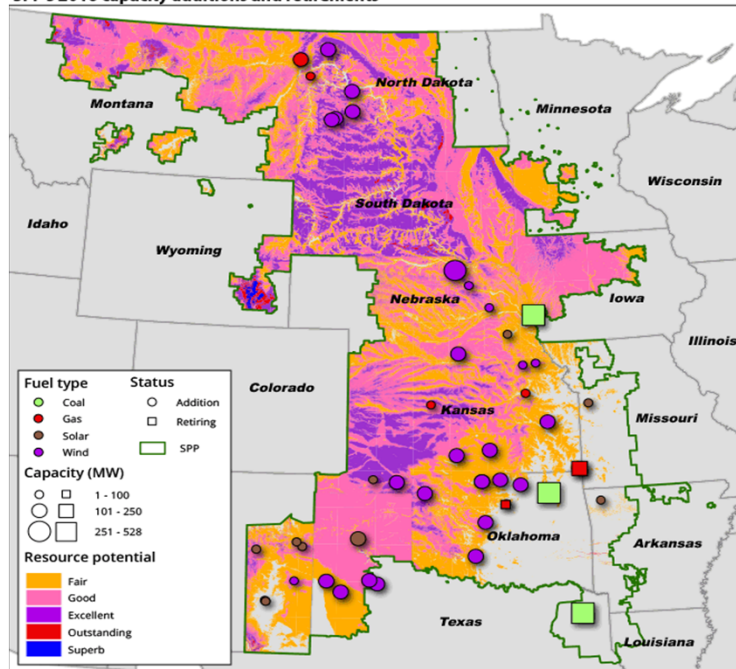 North Dakota
Montana
Minnesota
Wisconsin
South Dakota
Idaho
Wyoming
Nebraska
Iowa
Illinois
Fuel type
Status
Coal
Addition
Gas
Retiring
Solar
SPP
Wind
Colorado
Kansas
Missouri
Capacity (MW)
1 - 100
101 - 250
251 - 528
Oklahoma
Arkansas
Resource potential
Fair
Good
Excellent
Outstanding
Superb
Texas
Louisiana